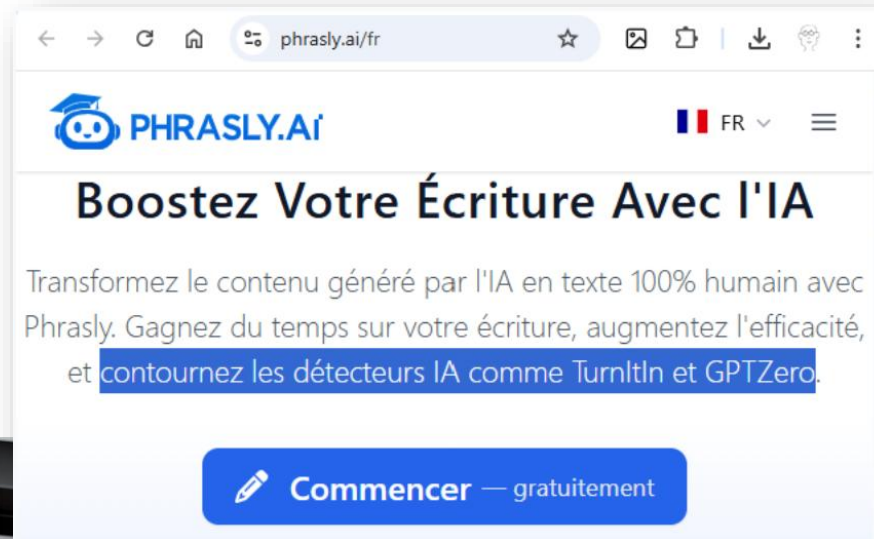 phrasly.ai/fr
PHRASLY.AI
FR
Boostez Votre Écriture Avec l'IA
Transformez le contenu généré par l'IA en texte 100% humain avec
Phrasly. Gagnez du temps sur votre écriture, augmentez l'efficacité,
et contournez les détecteurs IA comme TurnItIn et GPTZero.
Commencer — gratuitement